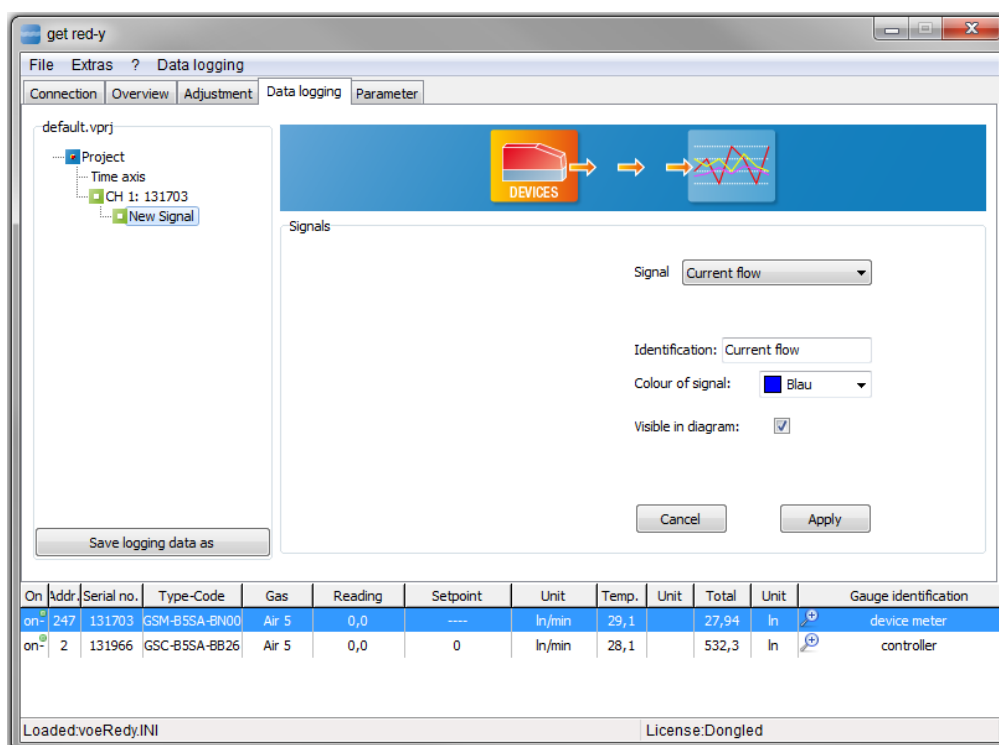 get red-y
File Extras ? Data logging
Connection Overview Adjustment Data logging Parameter
default.vprj
Project
Time axis
CH 1: 131703
New Signal
Save logging data as
DEVICES
Signals
Signal Current flow
Identification: Current flow
Colour of signal: Blau
Visible in diagram:
Cancel Apply
On Addr. Serial no. Type-Code Gas Reading Setpoint Unit Temp. Unit Total Unit Gauge identification
on- 247 131703 GSM-B5SA-BN00 Air 5 0,0 ---- ln/min 29,1 27,94 ln device meter
on- 2 131966 GSC-B5SA-BB26 Air 5 0,0 0 ln/min 28,1 532,3 ln controller
Loaded:voeRedy.INI License:Dongled